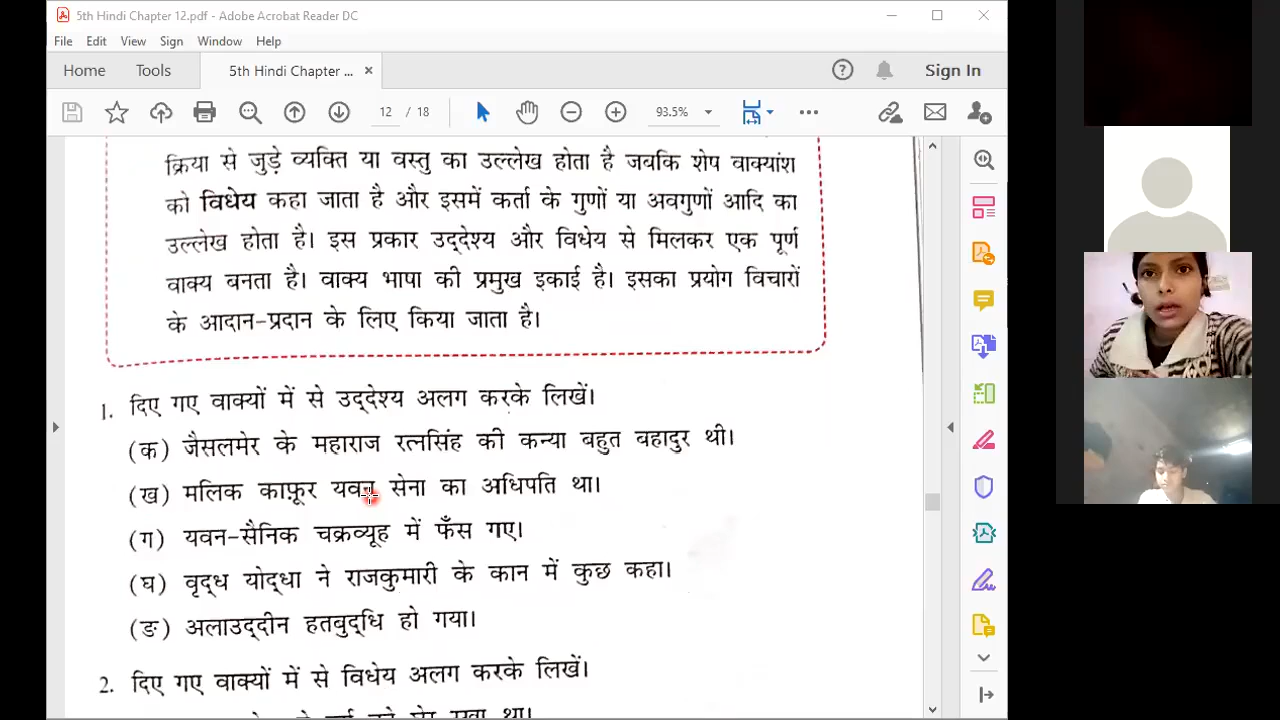 5th Hindi Chapter 12.pdf - Adobe Acrobat Reader DC
File Edit View Sign Window Help
Home Tools 5th Hindi Chapter ... Sign In
12 / 18 93.5%
क्रिया से जुड़े व्यक्ति या वस्तु का उल्लेख होता है जबकि शेष वाक्यांश
को विधेय कहा जाता है और इसमें कर्ता के गुणों या अवगुणों आदि का
उल्लेख होता है। इस प्रकार उद्देश्य और विधेय से मिलकर एक पूर्ण
वाक्य बनता है। वाक्य भाषा की प्रमुख इकाई है। इसका प्रयोग विचारों
के आदान-प्रदान के लिए किया जाता है।
1. दिए गए वाक्यों में से उद्देश्य अलग करके लिखें।
(क) जैसलमेर के महाराज रत्नसिंह की कन्या बहुत बहादुर थी।
(ख) मलिक काफ़ूर यवन सेना का अधिपति था।
(ग) यवन-सैनिक चक्रव्यूह में फँस गए।
(घ) वृद्ध योद्धा ने राजकुमारी के कान में कुछ कहा।
(ङ) अलाउद्दीन हतबुद्धि हो गया।
2. दिए गए वाक्यों में से विधेय अलग करके लिखें।